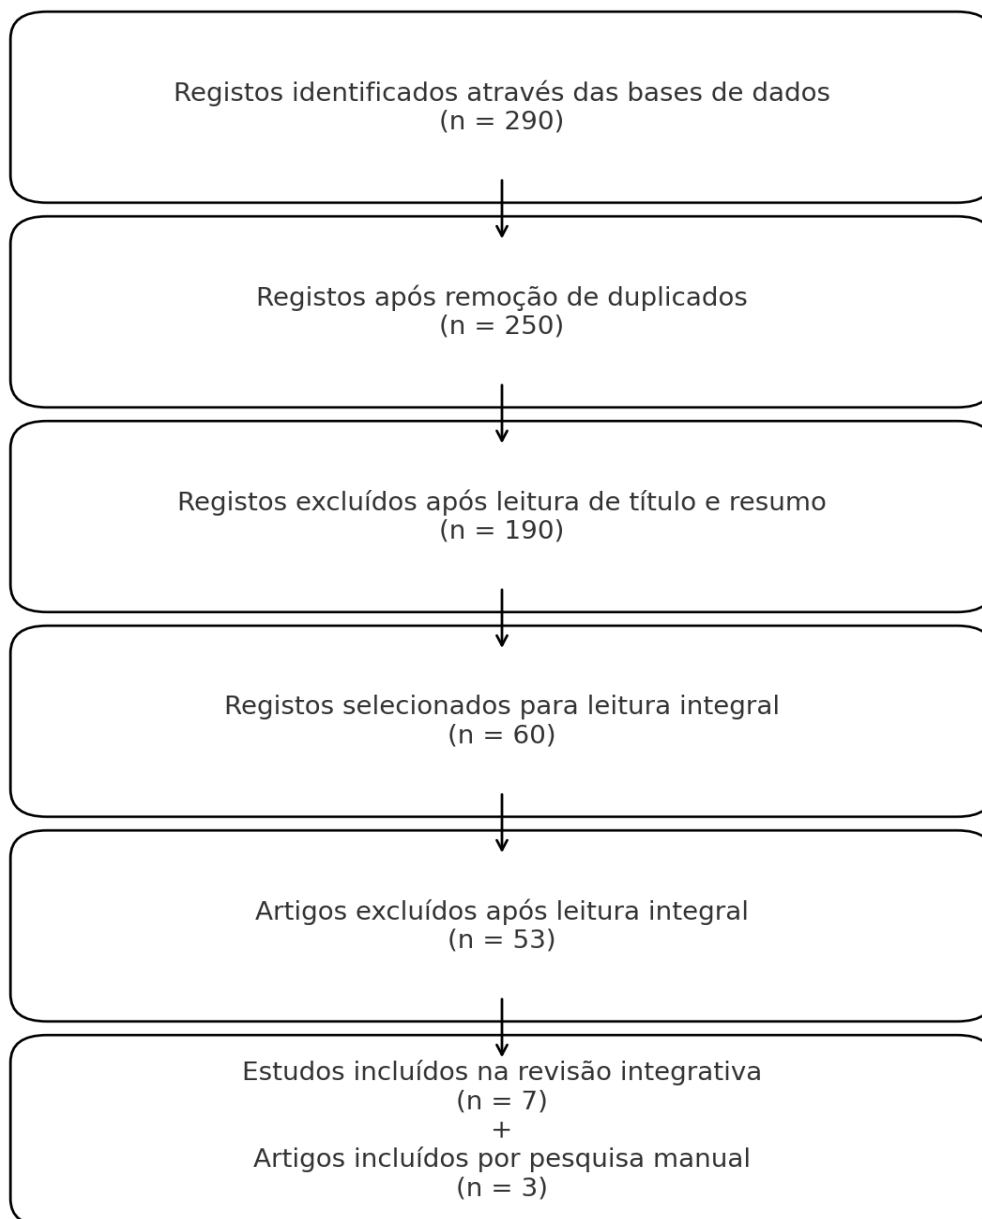 Registos identificados através das bases de dados
(n = 290)
Registos após remoção de duplicados
(n = 250)
Registos excluídos após leitura de título e resumo
(n = 190)
Registos selecionados para leitura integral
(n = 60)
Artigos excluídos após leitura integral
(n = 53)
Estudos incluídos na revisão integrativa
(n = 7)
+
Artigos incluídos por pesquisa manual
(n = 3)